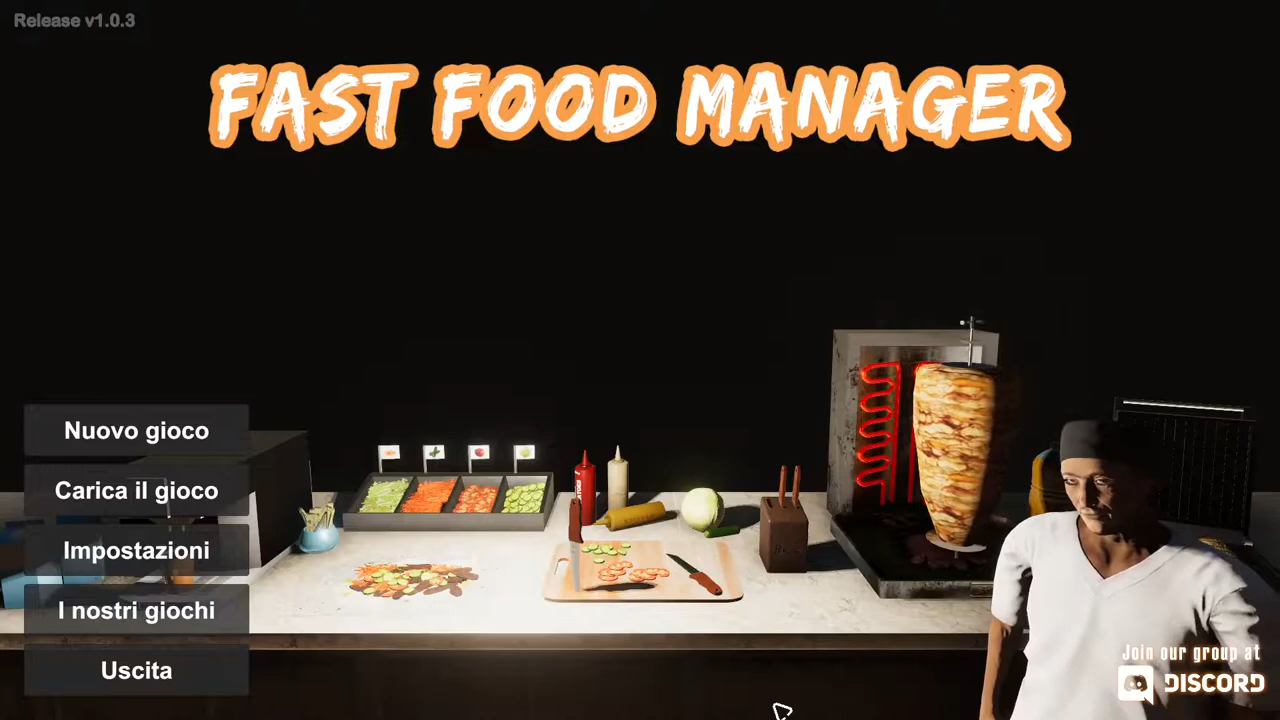 Release v1.0.3
FAST FOOD MANAGER
Nuovo gioco
Carica il gioco
Impostazioni
I nostri giochi
Uscita
Join our group at
DISCORD